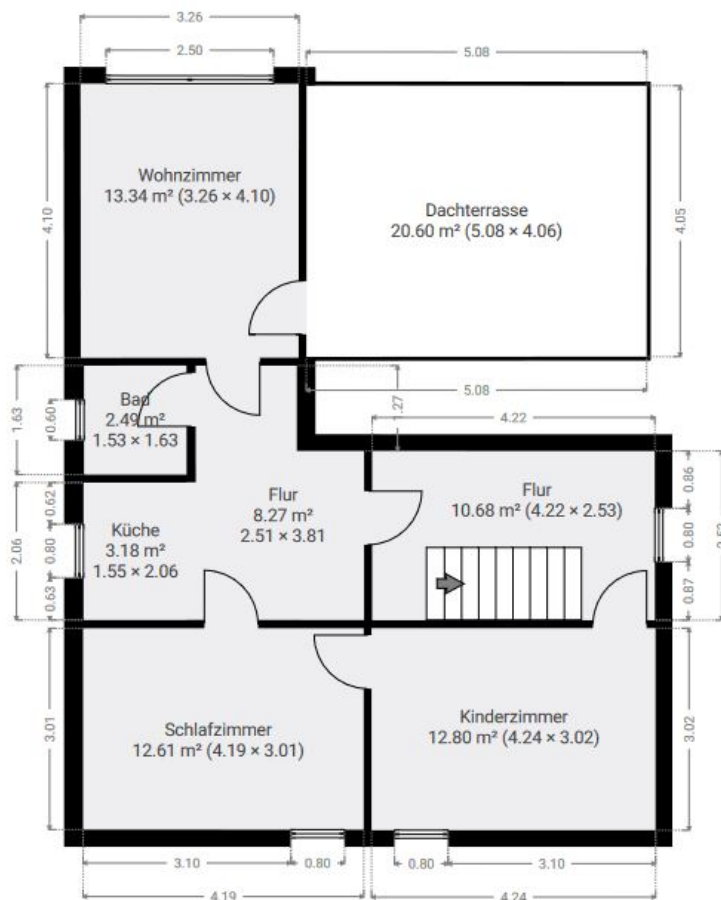 3.26
2.50
5.08
4.10
Wohnzimmer
13.34 m² (3.26 × 4.10)
Dachterrasse
20.60 m² (5.08 × 4.06)
4.05
5.08
1.27
4.22
1.63
0.60
Bad
2.49 m²
1.53 × 1.63
0.86
0.80
0.87
2.06
0.62
0.80
0.63
Küche
3.18 m²
1.55 × 2.06
Flur
8.27 m²
2.51 × 3.81
Flur
10.68 m² (4.22 × 2.53)
3.01
Schlafzimmer
12.61 m² (4.19 × 3.01)
Kinderzimmer
12.80 m² (4.24 × 3.02)
3.02
3.10
0.80
0.80
3.10
4.19
4.24